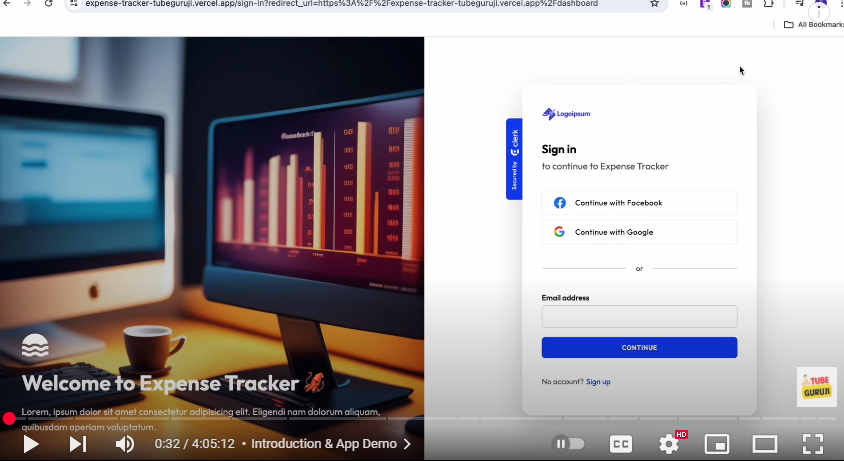 expense-tracker-tubeguruji.vercel.app/sign-in?redirect_url=https%3A%2F%2Fexpense-tracker-tubeguruji.vercel.app%2Fdashboard
All Bookmarks
Logoipsum
Secured by clerk
Sign in
to continue to Expense Tracker
Continue with Facebook
Continue with Google
or
Email address
CONTINUE
No account? Sign up
Welcome to Expense Tracker 🐙
Lorem, ipsum dolor sit amet consectetur adipisicing elit. Eligendi nam dolorum aliquam,
quibusdam aperiam voluptatum.
TUBE
GURUJI
0:32 / 4:05:12 • Introduction & App Demo
CC
HD